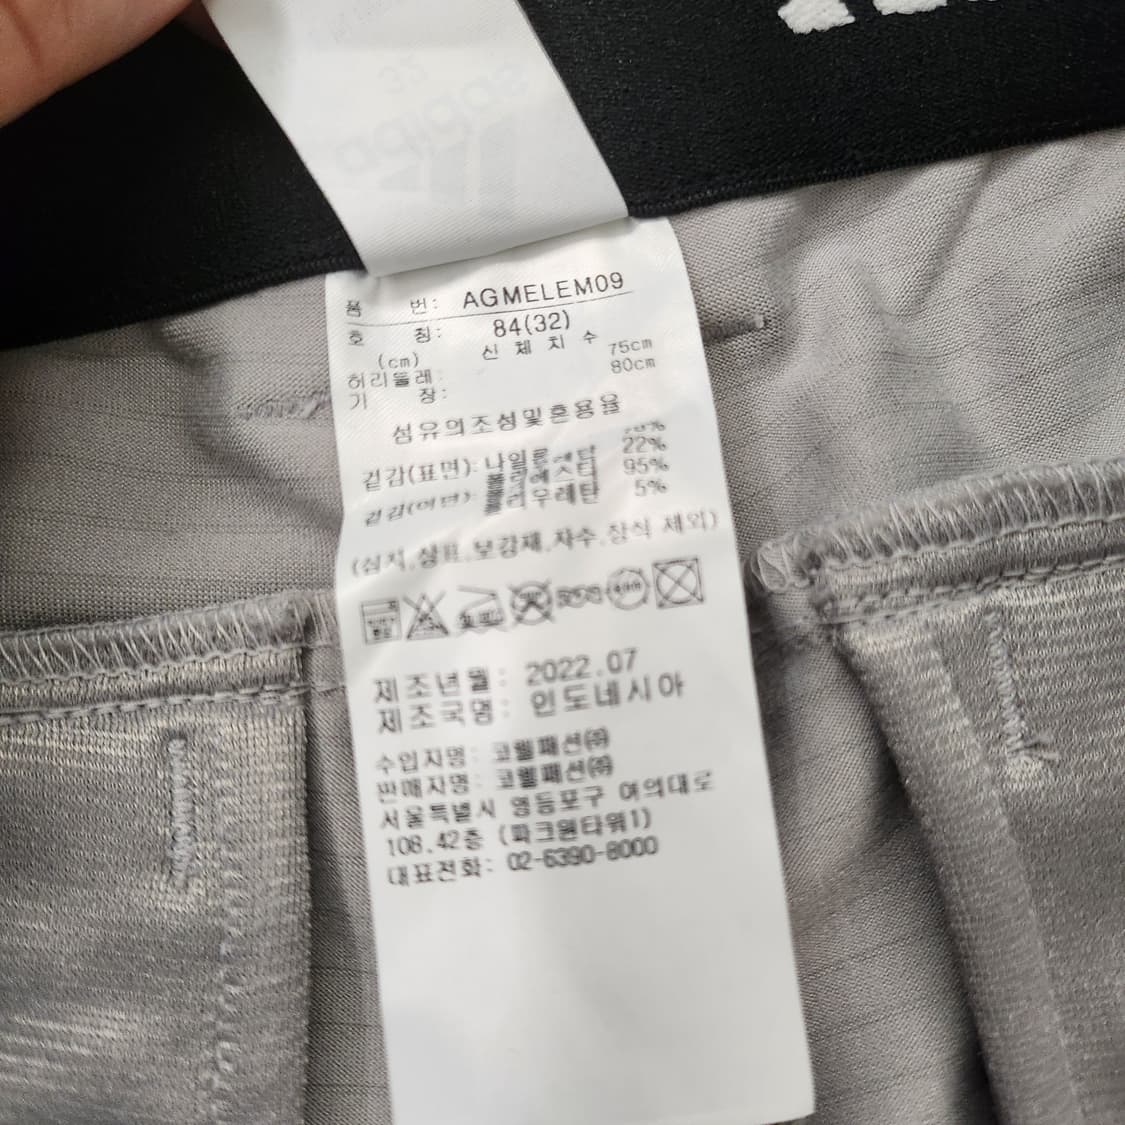 품 번: AGMELEM09
호 칭: 84(32)
(cm) 신 체 치 수
허리둘레: 75cm
기 장: 80cm
섬유의조성및혼용율
겉감(표면): 나일론
22%
겉감(이면): 폴리에스터 95%
폴리우레탄 5%
(심지,상표,보강재,자수,장식 제외)
제조년월: 2022.07
제조국명: 인도네시아
수입자명: 코웰패션㈜
판매자명: 코웰패션㈜
서울특별시 영등포구 여의대로
108.42층 (파크원타워1)
대표전화: 02-6390-8000